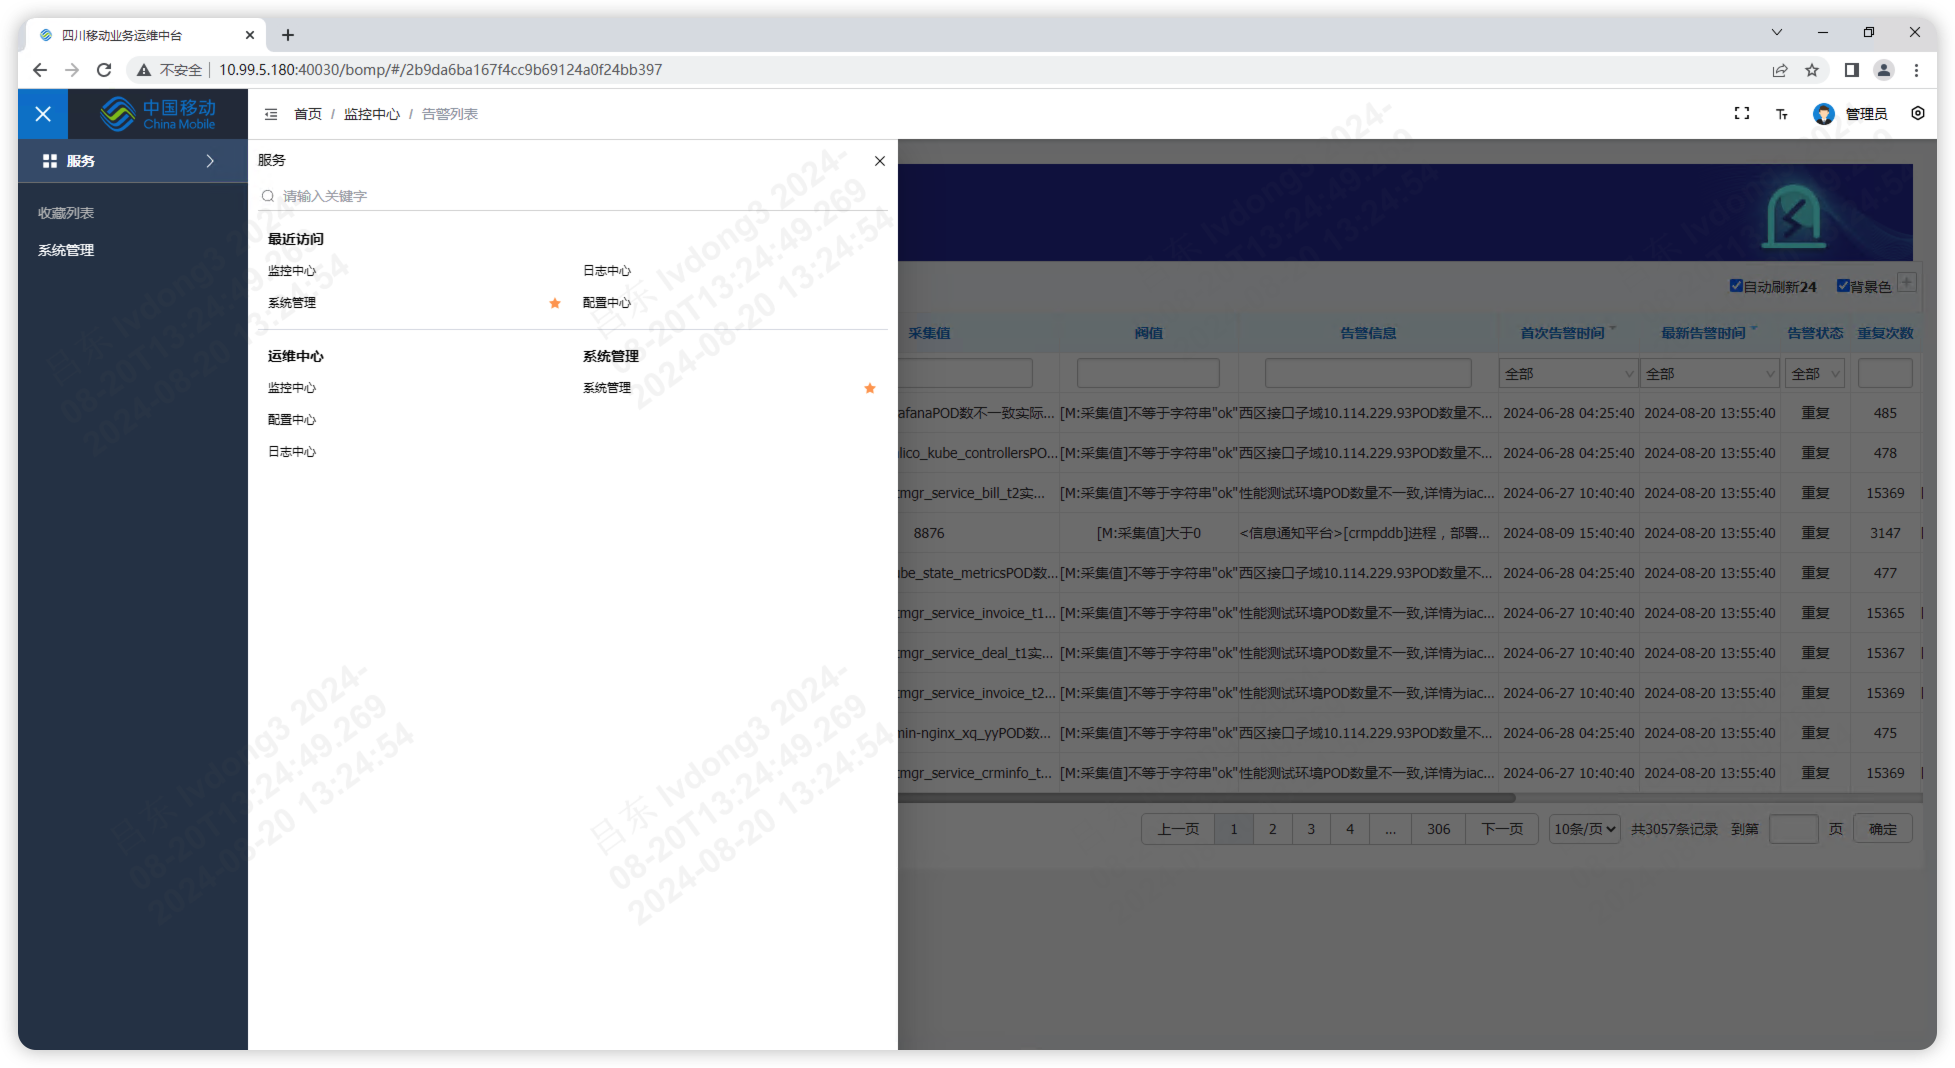 四川移动业务运维中台
不安全 10.99.5.180:40030/bomp/#/2b9da6ba167f4cc9b69124a0f24bb397
中国移动
China Mobile
首页 / 监控中心 / 告警列表
管理员
服务
收藏列表
系统管理
服务
请输入关键字
最近访问
监控中心 日志中心
系统管理 配置中心
运维中心 系统管理
监控中心 系统管理
配置中心
日志中心
自动刷新24 背景色
采集值 阀值 告警信息 首次告警时间 最新告警时间 告警状态 重复次数
全部 全部 全部
afanaPOD数不一致实际... [M:采集值]不等于字符串"ok" 西区接口子域10.114.229.93POD数量不... 2024-06-28 04:25:40 2024-08-20 13:55:40 重复 485
lico_kube_controllersPO... [M:采集值]不等于字符串"ok" 西区接口子域10.114.229.93POD数量不... 2024-06-28 04:25:40 2024-08-20 13:55:40 重复 478
mgr_service_bill_t2实... [M:采集值]不等于字符串"ok" 性能测试环境POD数量不一致,详情为iac... 2024-06-27 10:40:40 2024-08-20 13:55:40 重复 15369
8876 [M:采集值]大于0 <信息通知平台>[crmpddb]进程，部署... 2024-08-09 15:40:40 2024-08-20 13:55:40 重复 3147
be_state_metricsPOD数... [M:采集值]不等于字符串"ok" 西区接口子域10.114.229.93POD数量不... 2024-06-28 04:25:40 2024-08-20 13:55:40 重复 477
mgr_service_invoice_t1... [M:采集值]不等于字符串"ok" 性能测试环境POD数量不一致,详情为iac... 2024-06-27 10:40:40 2024-08-20 13:55:40 重复 15365
mgr_service_deal_t1实... [M:采集值]不等于字符串"ok" 性能测试环境POD数量不一致,详情为iac... 2024-06-27 10:40:40 2024-08-20 13:55:40 重复 15367
mgr_service_invoice_t2... [M:采集值]不等于字符串"ok" 性能测试环境POD数量不一致,详情为iac... 2024-06-27 10:40:40 2024-08-20 13:55:40 重复 15369
min-nginx_xq_yyPOD数... [M:采集值]不等于字符串"ok" 西区接口子域10.114.229.93POD数量不... 2024-06-28 04:25:40 2024-08-20 13:55:40 重复 475
mgr_service_crminfo_t... [M:采集值]不等于字符串"ok" 性能测试环境POD数量不一致,详情为iac... 2024-06-27 10:40:40 2024-08-20 13:55:40 重复 15369
上一页 1 2 3 4 ... 306 下一页 10条/页 共3057条记录 到第 页 确定
吕东 lvdong3 2024-
08-20T13:24:49.269
2024-08-20 13:24:54